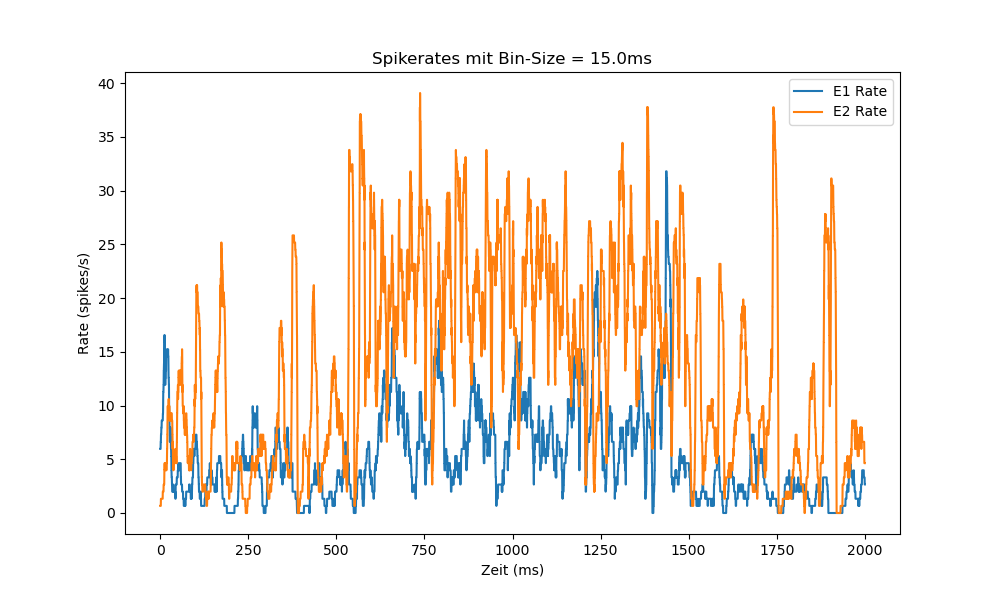 Spikerates mit Bin-Size = 15.0ms
E1 Rate
E2 Rate
40
35
30
25
20
15
10
5
0
Rate (spikes/s)
0 250 500 750 1000 1250 1500 1750 2000
Zeit (ms)